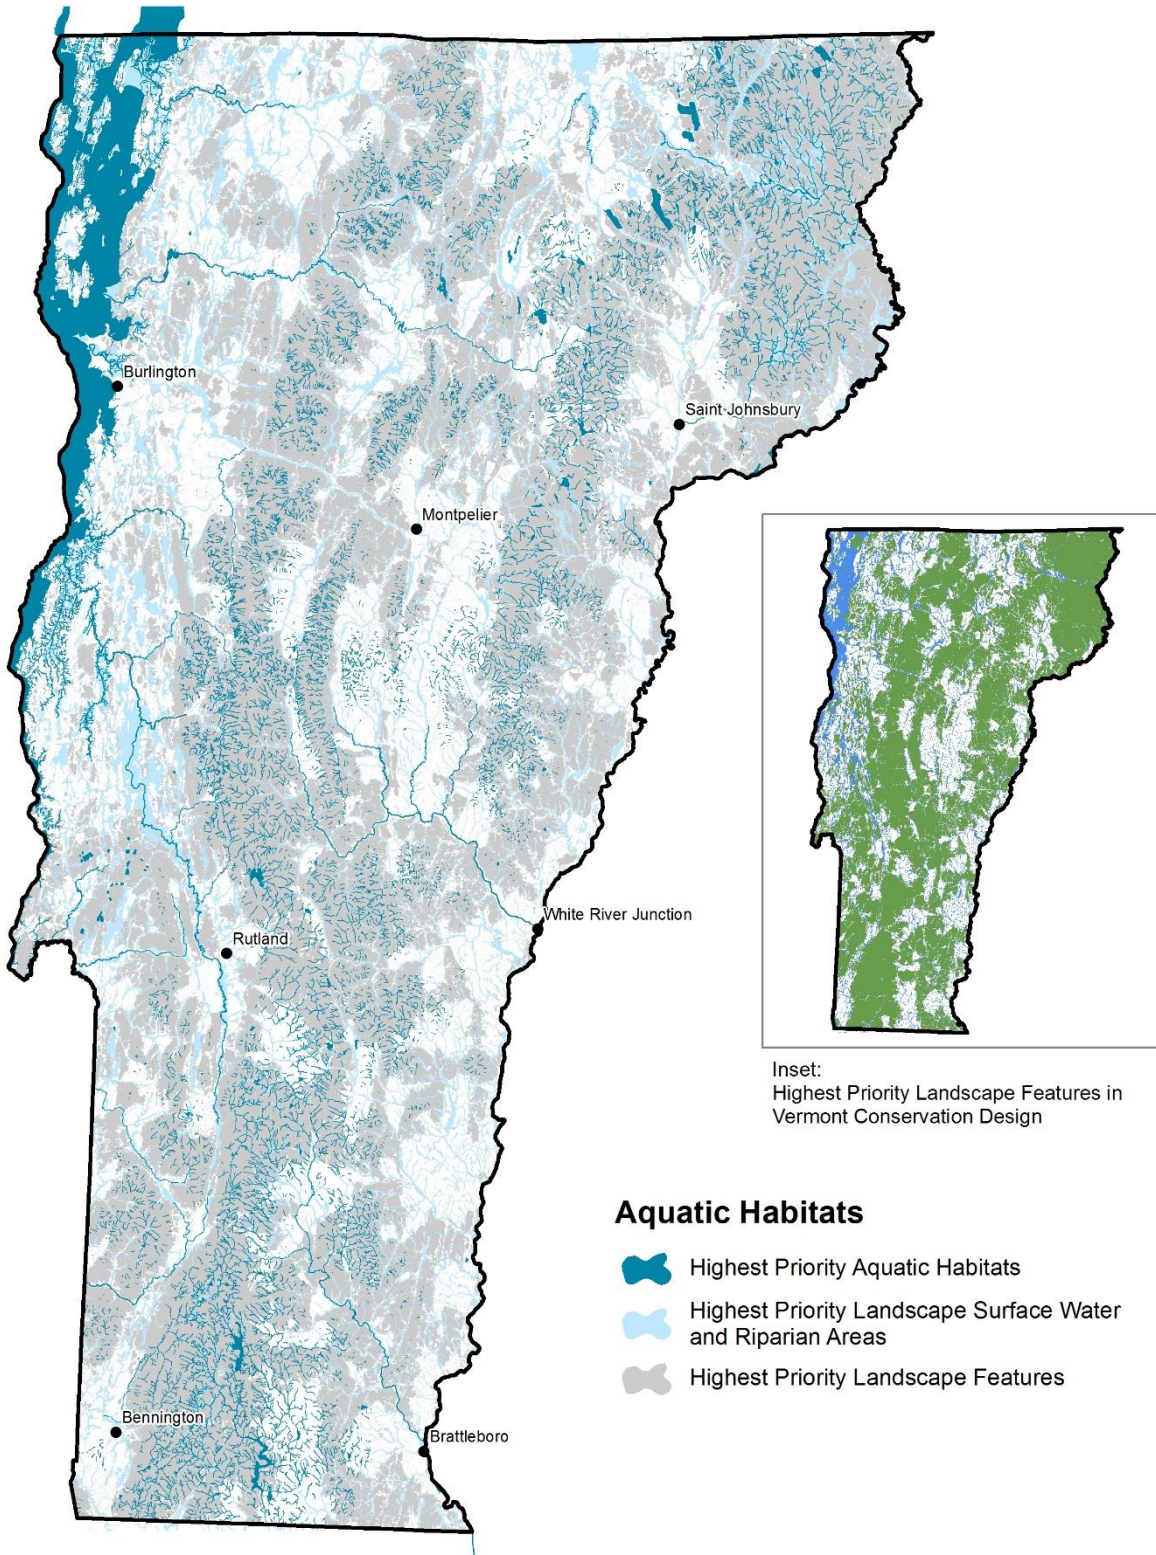 Burlington
Saint Johnsbury
Montpelier
White River Junction
Rutland
Inset:
Highest Priority Landscape Features in
Vermont Conservation Design
Aquatic Habitats
Highest Priority Aquatic Habitats
Highest Priority Landscape Surface Water
and Riparian Areas
Highest Priority Landscape Features
Bennington
Brattleboro